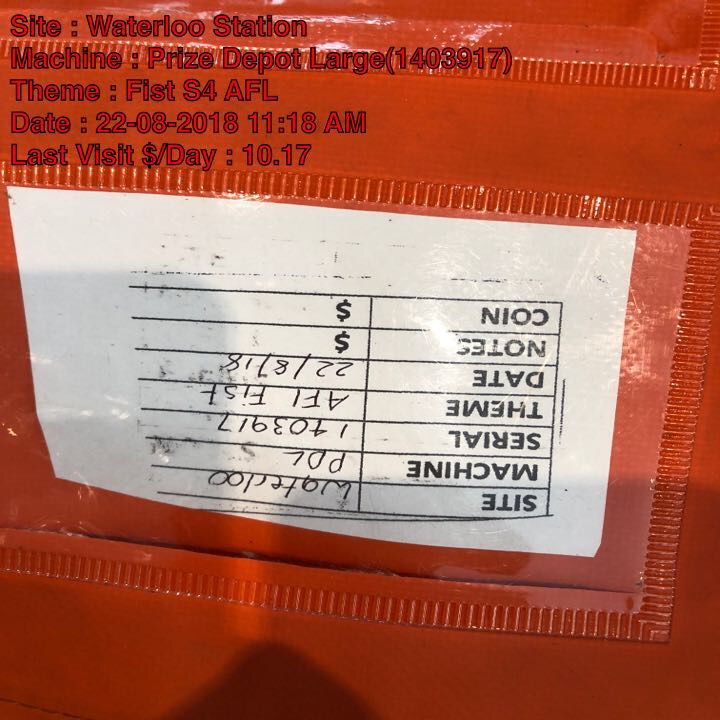 Site : Waterloo Station
Machine : Prize Depot Large(1403917)
Theme : Fist S4 AFL
Date : 22-08-2018 11:18 AM
Last Visit $/Day : 10.17
SITE Waterloo
MACHINE PDL
SERIAL 1403917
THEME AFl Fist
DATE 22/8/18
NOTES $
COIN $